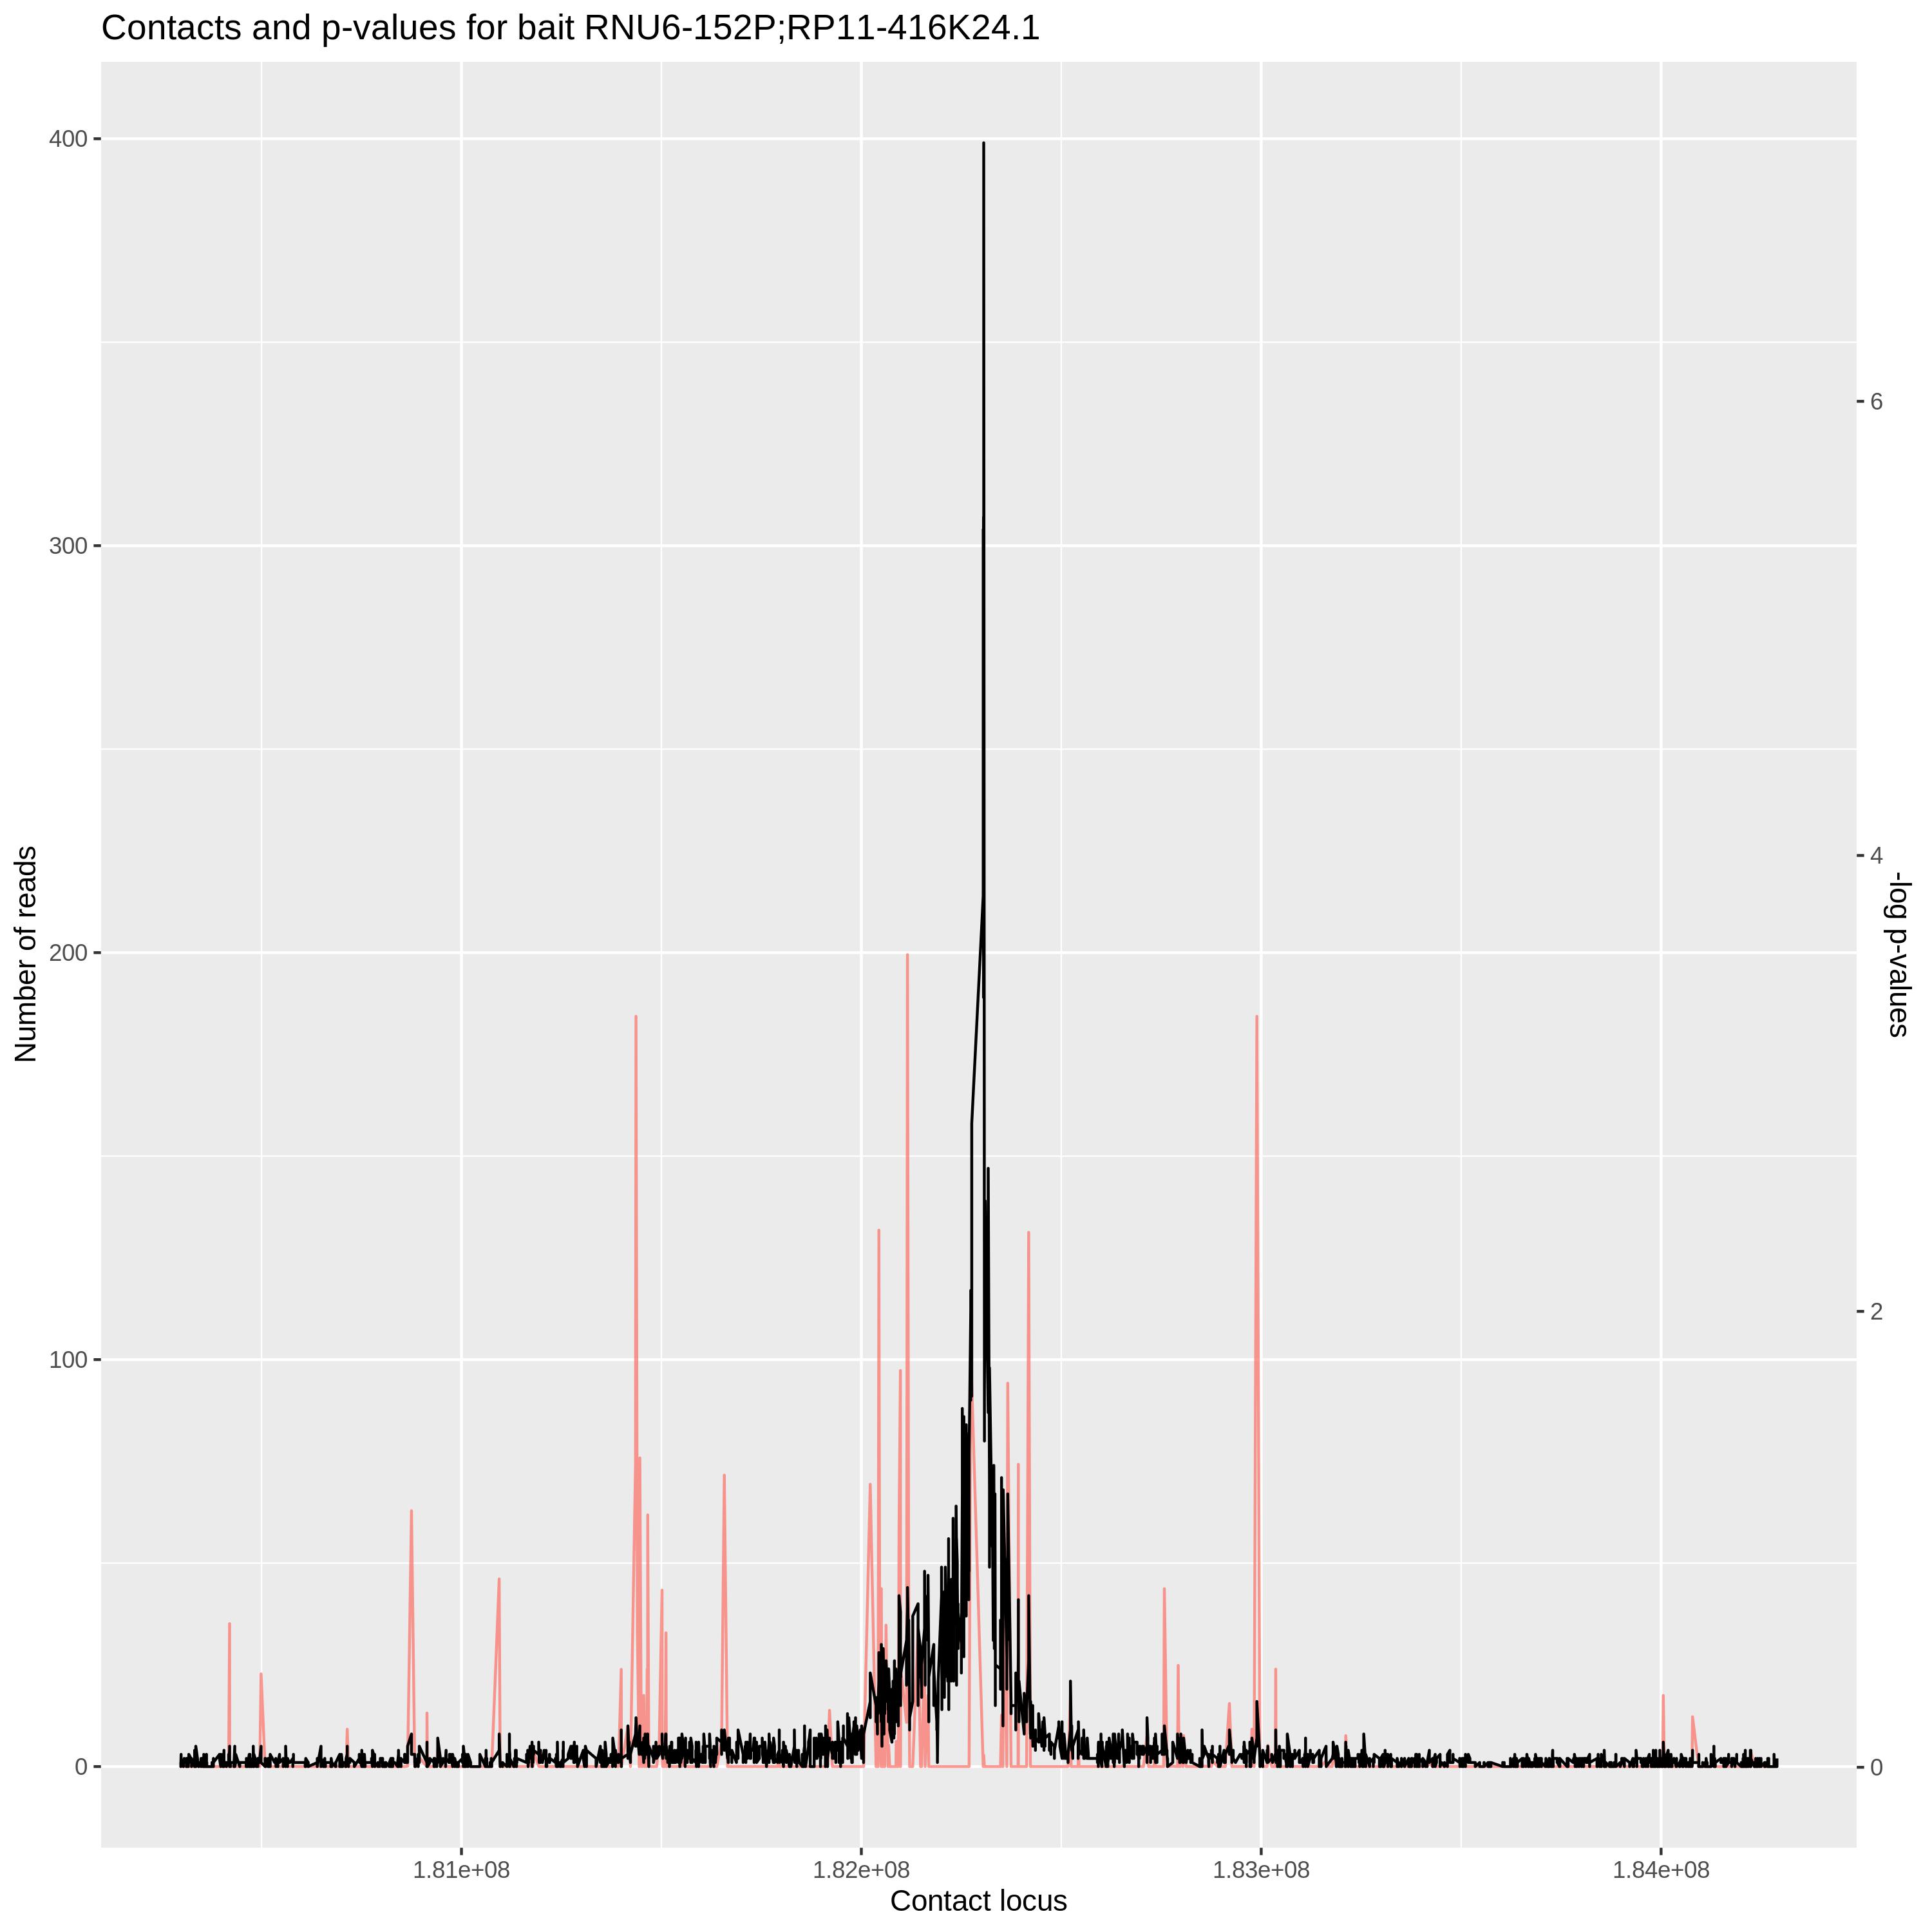 Contacts and p-values for bait RNU6-152P;RP11-416K24.1
400
300
200
100
0
Number of reads
6
4
2
0
-log p-values
1.81e+08
1.82e+08
1.83e+08
1.84e+08
Contact locus